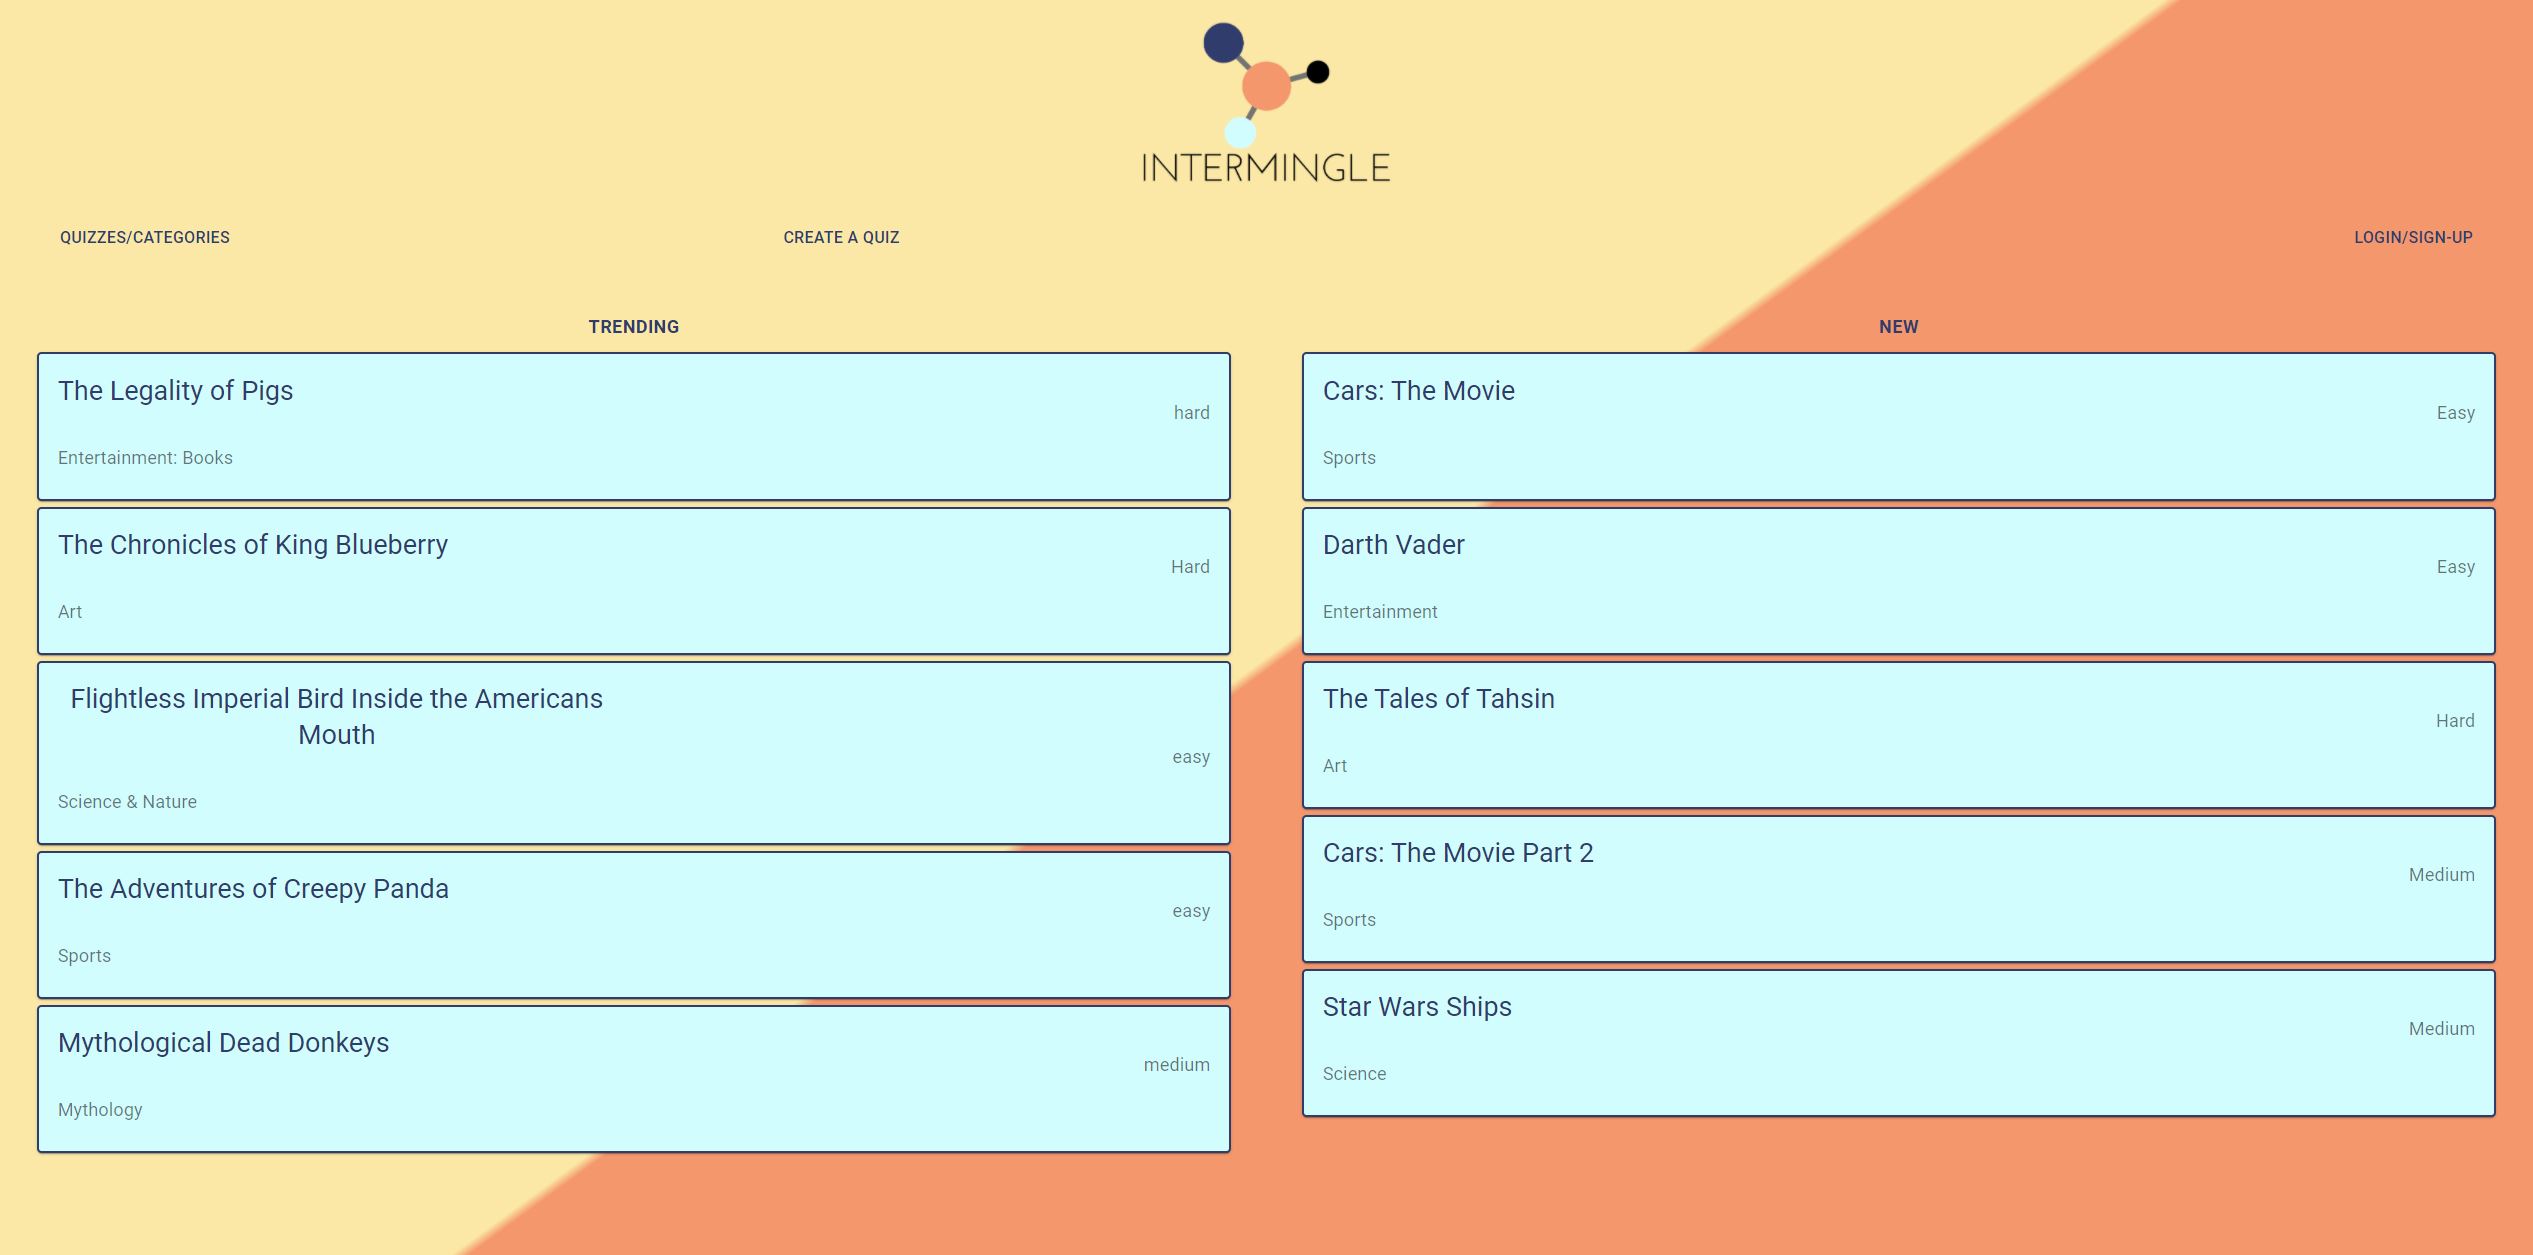 INTERMINGLE
QUIZZES/CATEGORIES
CREATE A QUIZ
LOGIN/SIGN-UP
TRENDING
The Legality of Pigs
hard
Entertainment: Books
The Chronicles of King Blueberry
Hard
Art
Flightless Imperial Bird Inside the Americans
Mouth
easy
Science & Nature
The Adventures of Creepy Panda
easy
Sports
Mythological Dead Donkeys
medium
Mythology
NEW
Cars: The Movie
Easy
Sports
Darth Vader
Easy
Entertainment
The Tales of Tahsin
Hard
Art
Cars: The Movie Part 2
Medium
Sports
Star Wars Ships
Medium
Science